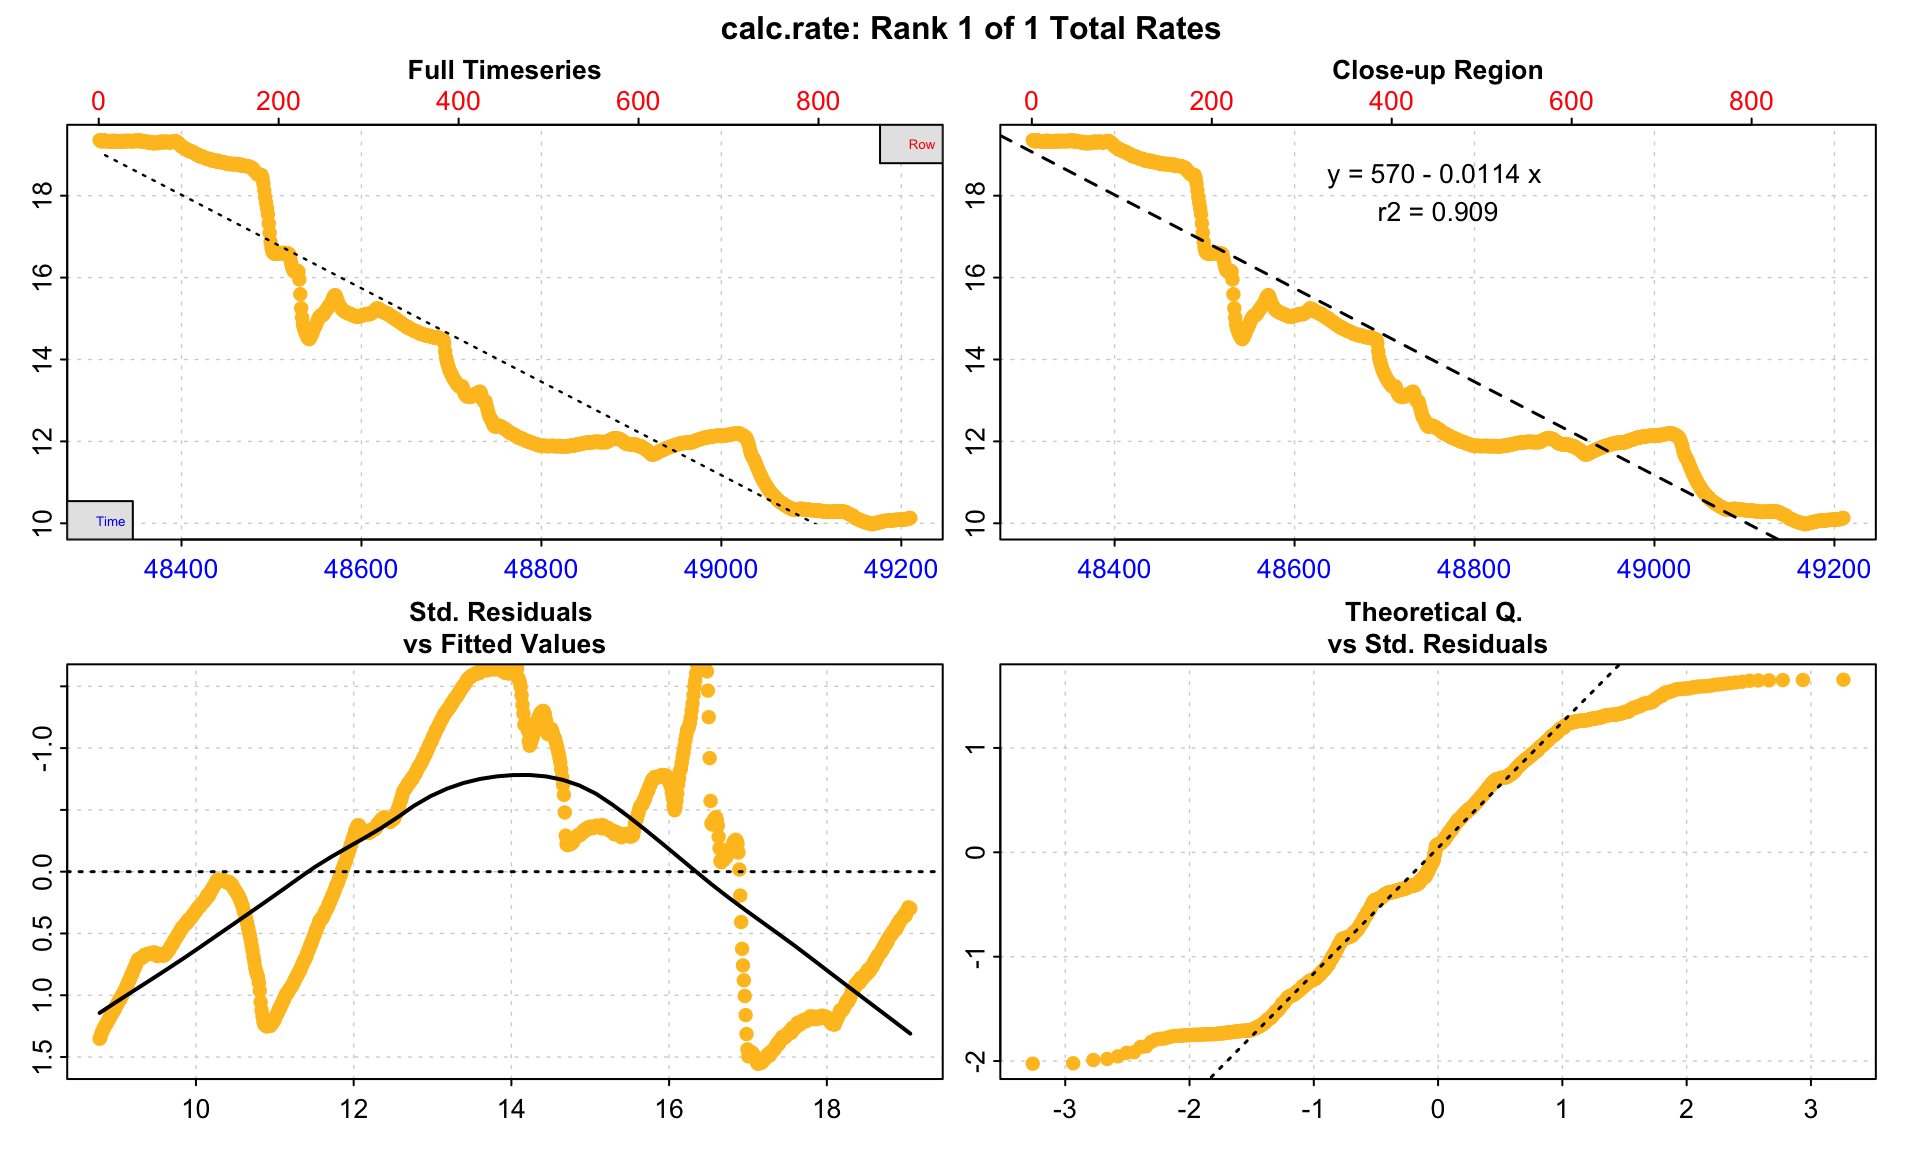 calc.rate: Rank 1 of 1 Total Rates
Full Timeseries
0 200 400 600 800
Row
18
16
14
12
10
Time
48400 48600 48800 49000 49200
Close-up Region
0 200 400 600 800
y = 570 - 0.0114 x
r2 = 0.909
18
16
14
12
10
48400 48600 48800 49000 49200
Std. Residuals
vs Fitted Values
-1.0
0.0
0.5
1.0
1.5
10 12 14 16 18
Theoretical Q.
vs Std. Residuals
1
0
-1
-2
-3 -2 -1 0 1 2 3